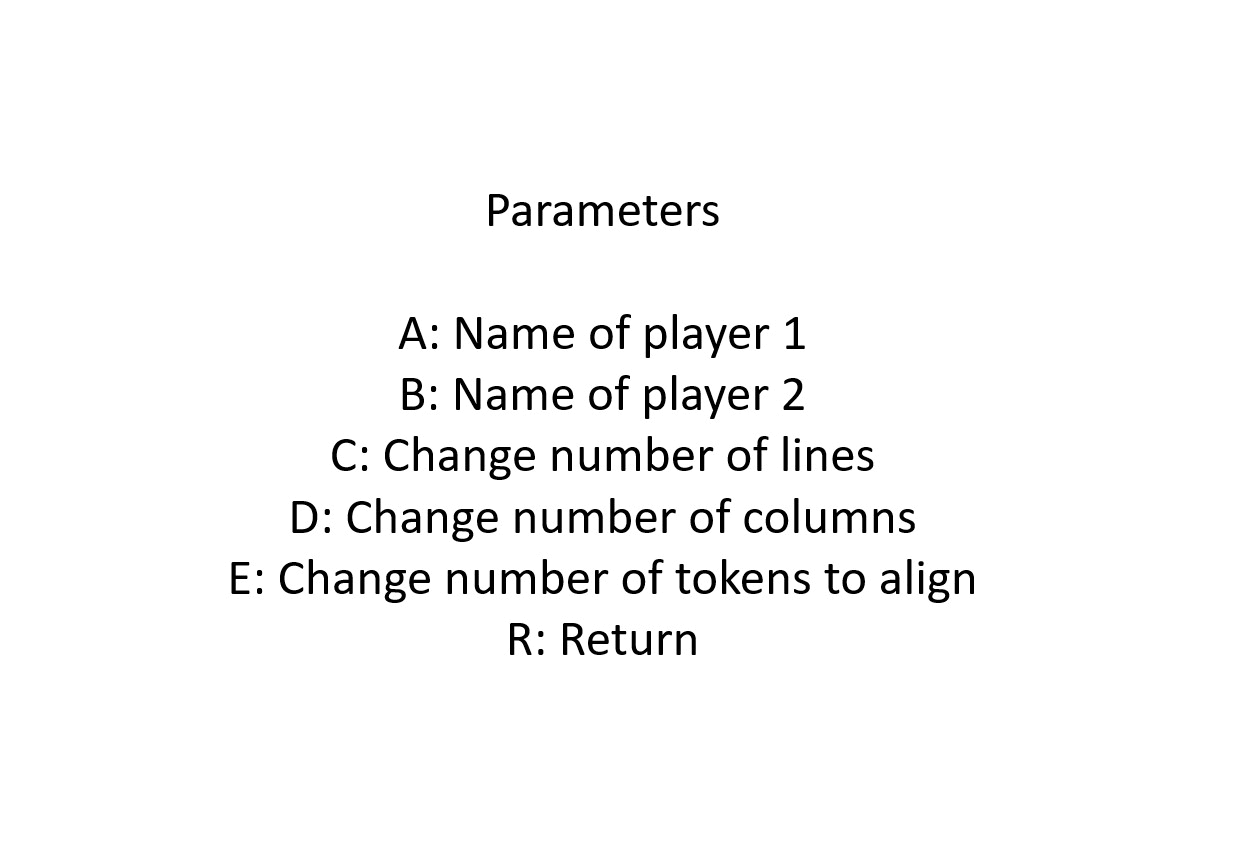 Parameters
A: Name of player 1
B: Name of player 2
C: Change number of lines
D: Change number of columns
E: Change number of tokens to align
R: Return